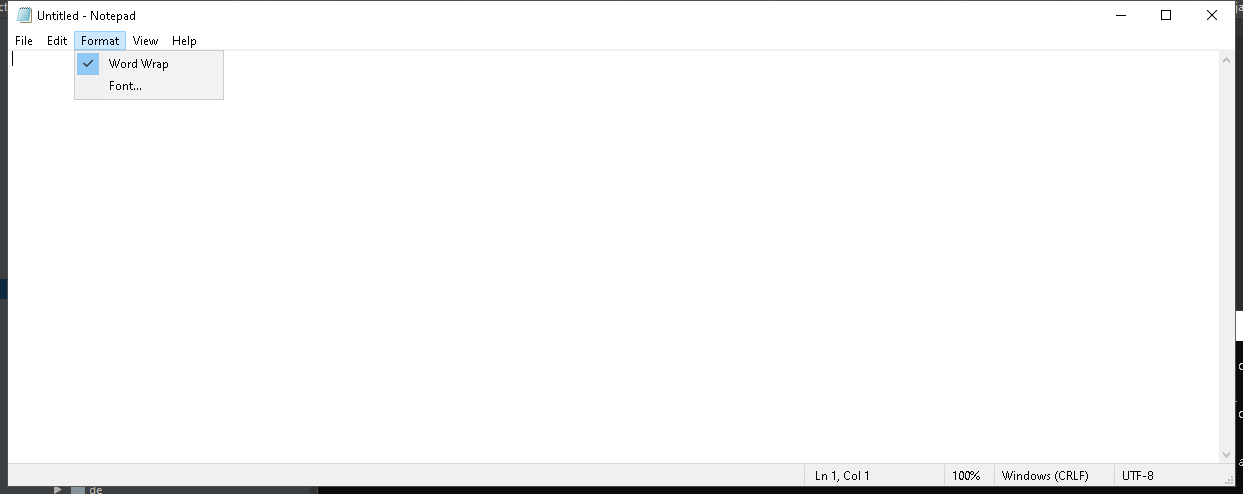 Untitled - Notepad
File Edit Format View Help
Word Wrap
Font...
Ln 1, Col 1 100% Windows (CRLF) UTF-8
de